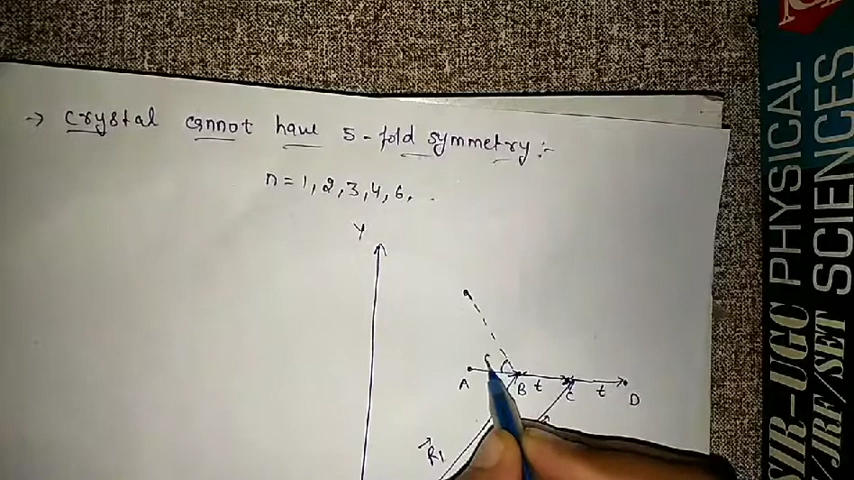 → crystal cannot have 5-fold symmetry :-
n = 1, 2, 3, 4, 6, . .
Y
A
B
t
C
t
D
R1
PHYSICAL SCIENCES
CSIR-UGC
JRF/SET